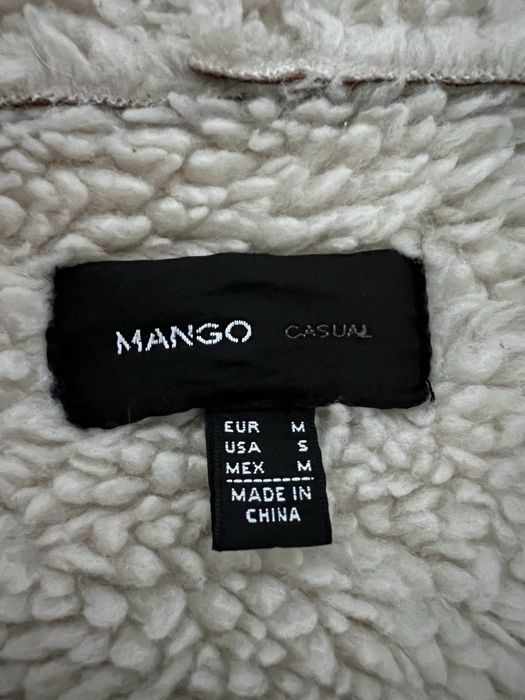 MANGO CASUAL
EUR M
USA S
MEX M
MADE IN
CHINA